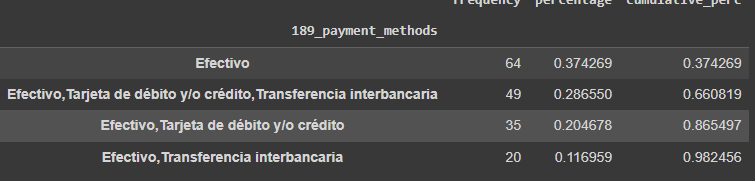 frequency percentage cumulative_perc
189_payment_methods
Efectivo 64 0.374269 0.374269
Efectivo,Tarjeta de débito y/o crédito,Transferencia interbancaria 49 0.286550 0.660819
Efectivo,Tarjeta de débito y/o crédito 35 0.204678 0.865497
Efectivo,Transferencia interbancaria 20 0.116959 0.982456